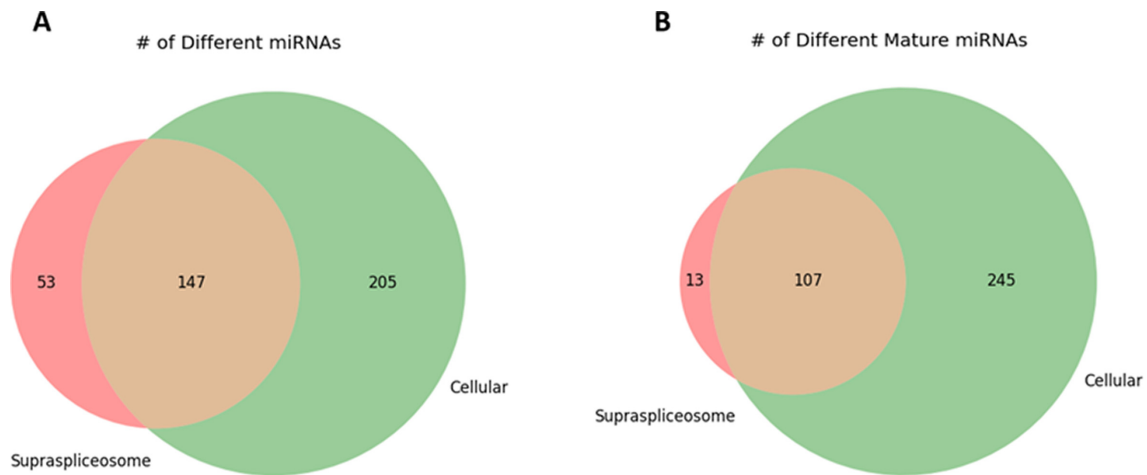 A
# of Different miRNAs
53
147
205
Cellular
Supraspliceosome
B
# of Different Mature miRNAs
13
107
245
Cellular
Supraspliceosome